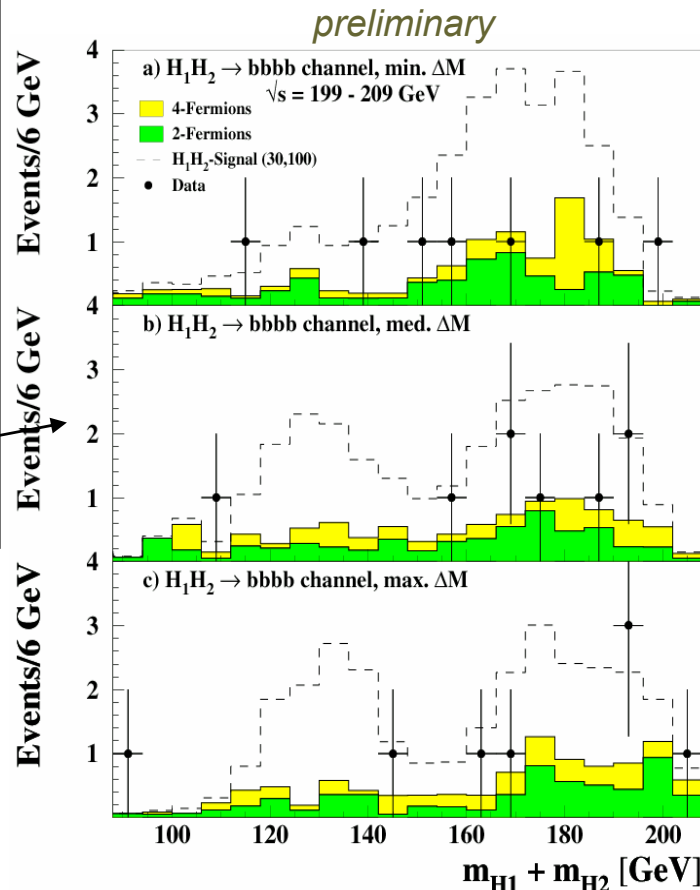 preliminary
a) H₁H₂ → bbbb channel, min. ΔM
√s = 199 - 209 GeV
4-Fermions
2-Fermions
H₁H₂-Signal (30,100)
Data
Events/6 GeV
4
3
2
1
b) H₁H₂ → bbbb channel, med. ΔM
Events/6 GeV
4
3
2
1
c) H₁H₂ → bbbb channel, max. ΔM
Events/6 GeV
4
3
2
1
100 120 140 160 180 200
m_H1 + m_H2 [GeV]